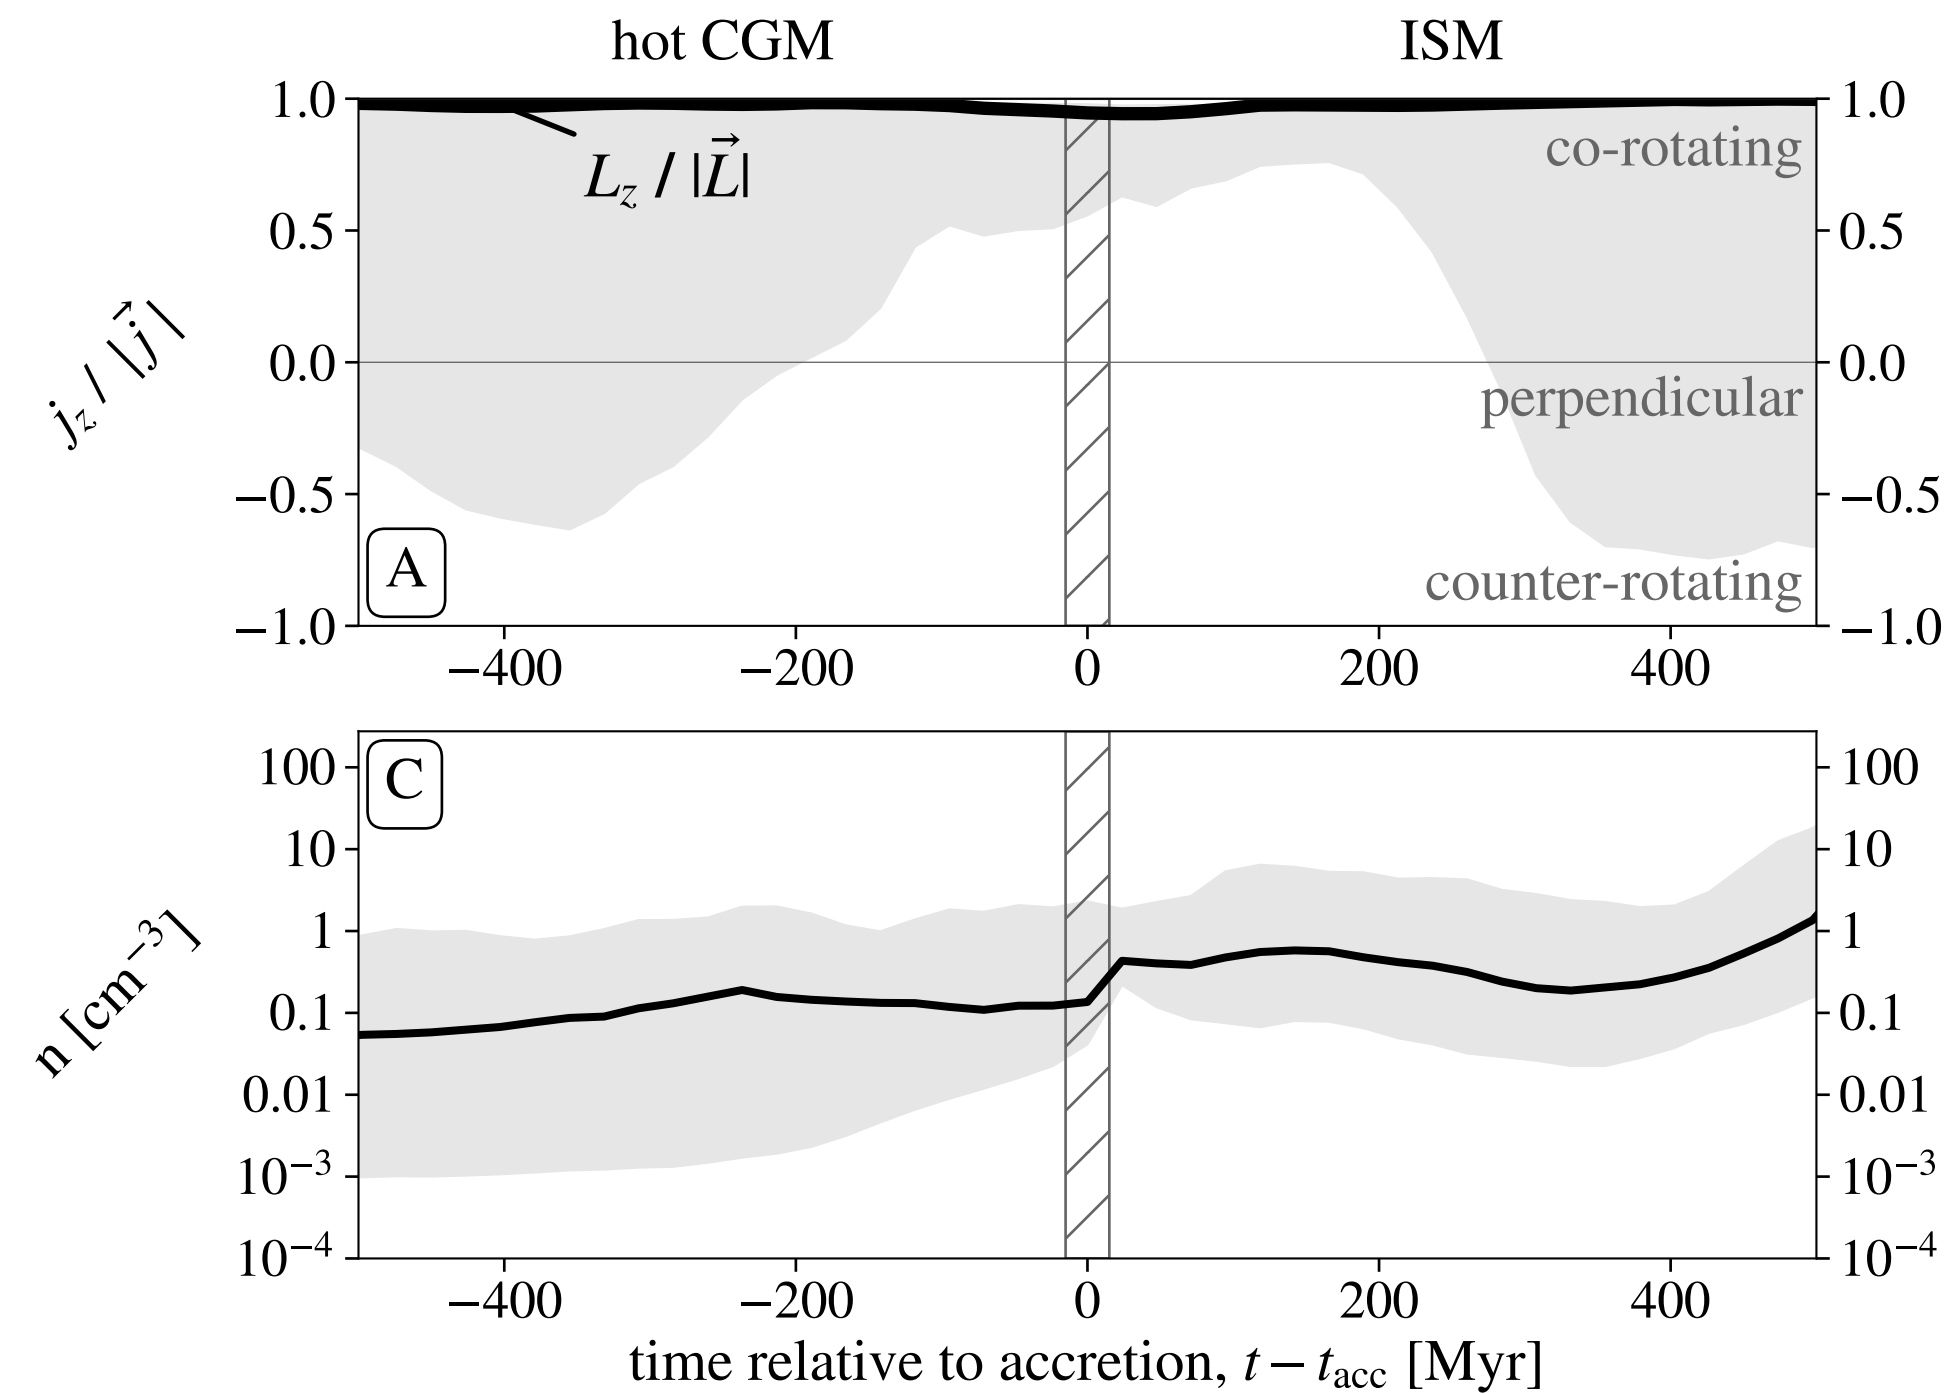 hot CGM ISM
1.0 1.0
L_z / |L⃗| co-rotating
0.5 0.5
j_z / |j⃗|
0.0 0.0
perpendicular
−0.5 −0.5
A counter-rotating
−1.0 −1.0
−400 −200 0 200 400
C
100 100
10 10
1 1
n [cm⁻³]
0.1 0.1
0.01 0.01
10⁻³ 10⁻³
10⁻⁴ 10⁻⁴
−400 −200 0 200 400
time relative to accretion, t − t_acc [Myr]